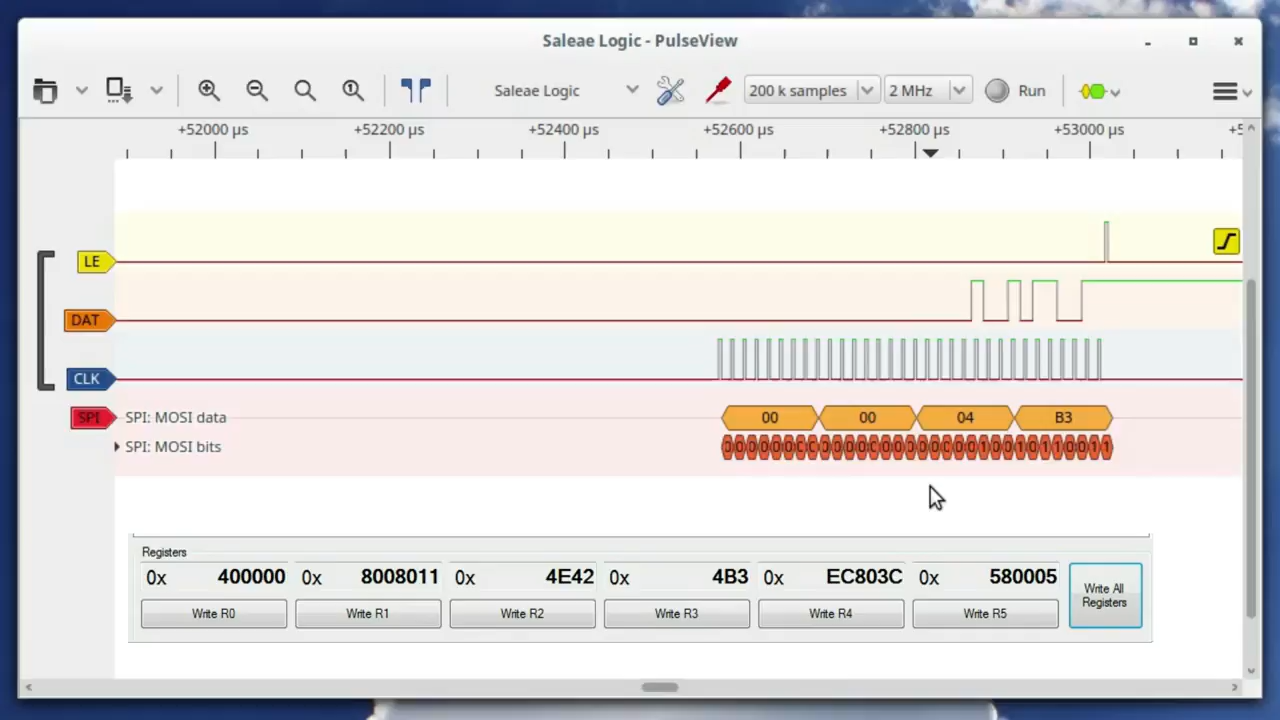 Saleae Logic - PulseView
Saleae Logic 200 k samples 2 MHz Run
+52000 µs +52200 µs +52400 µs +52600 µs +52800 µs +53000 µs +5
LE
DAT
CLK
SPI SPI: MOSI data 00 00 04 B3
SPI: MOSI bits
Registers
0x 400000 0x 8008011 0x 4E42 0x 4B3 0x EC803C 0x 580005
Write R0 Write R1 Write R2 Write R3 Write R4 Write R5 Write All
Registers